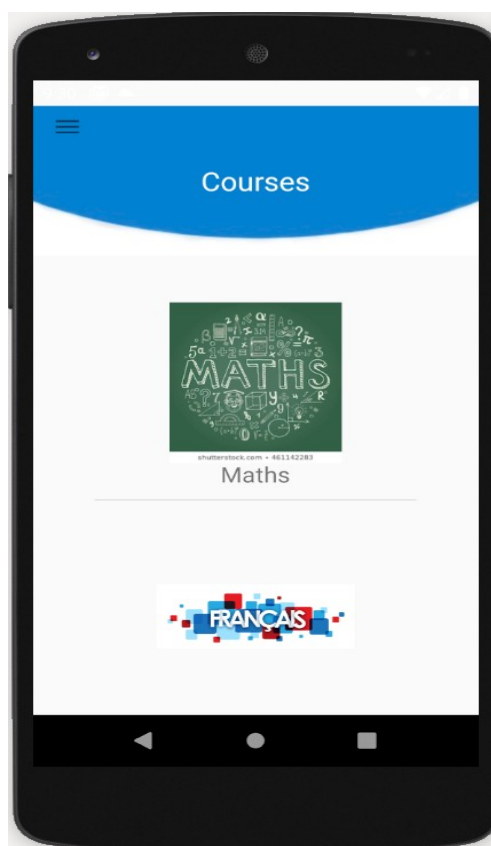 Courses
MATHS
shutterstock.com • 461142283
Maths
FRANÇAIS